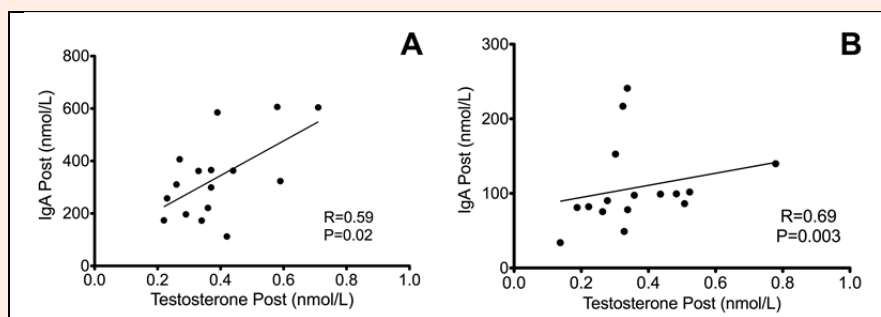 A
800
600
400
200
0
IgA Post (nmol/L)
R=0.59
P=0.02
0.0 0.2 0.4 0.6 0.8 1.0
Testosterone Post (nmol/L)
B
300
200
100
0
IgA Post (nmol/L)
R=0.69
P=0.003
0.0 0.2 0.4 0.6 0.8 1.0
Testosterone Post (nmol/L)